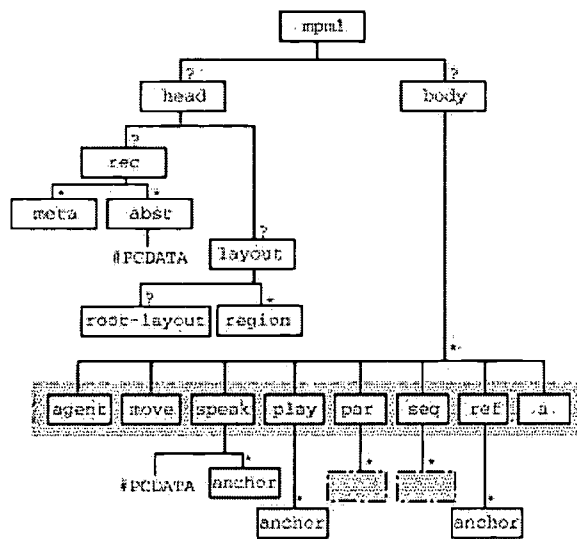 mpml
? ?
head body
?
rec
* *
meta abst
#PCDATA ?
layout
? *
root-layout region
*
agent move speak play par seq ref a
* * *
#PCDATA anchor
* *
anchor anchor